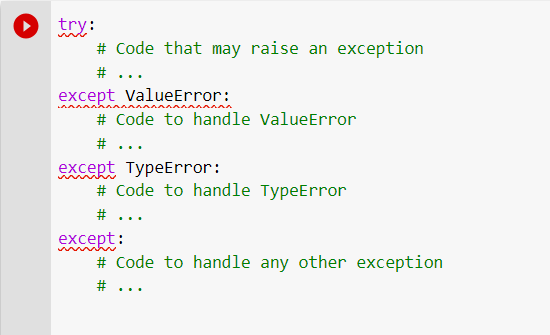 try:
    # Code that may raise an exception
    # ...
except ValueError:
    # Code to handle ValueError
    # ...
except TypeError:
    # Code to handle TypeError
    # ...
except:
    # Code to handle any other exception
    # ...